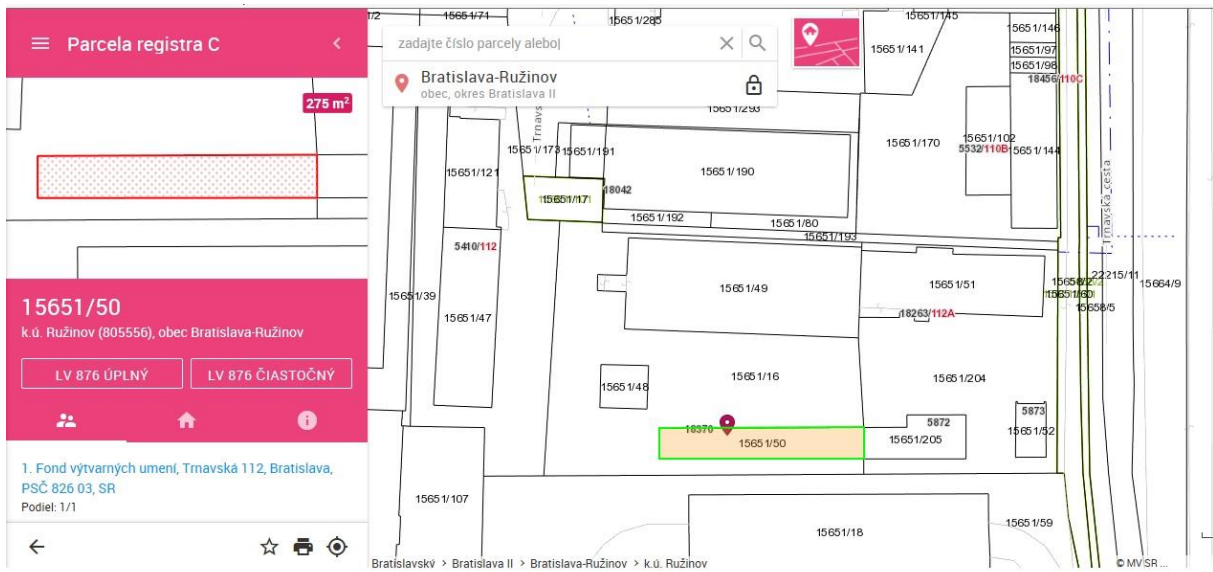 Parcela registra C
275 m²
15651/50
k.ú. Ružinov (805556), obec Bratislava-Ružinov
LV 876 ÚPLNÝ
LV 876 ČIASTOČNÝ
1. Fond výtvarných umení, Trnavská 112, Bratislava,
PSČ 826 03, SR
Podiel: 1/1
zadajte číslo parcely alebo
Bratislava-Ružinov
obec, okres Bratislava II
15651/71
15651/285
15651/145
15651/146
15651/141
15651/97
15651/98
18456/110C
15651/293
15651/173
15651/191
15651/170
15651/102
5532/110B
15651/144
15651/121
15651/190
15651/17
18042
15651/192
15651/80
15651/193
Trnavská cesta
5410/112
15651/39
15651/47
15651/49
15651/51
18263/112A
15658/2
22215/11
15664/9
15651/60
15658/5
15651/48
15651/16
15651/204
18370
15651/50
5872
15651/205
5873
15651/52
15651/107
15651/18
15651/59
Bratislavský > Bratislava II > Bratislava-Ružinov > k.ú. Ružinov
© MV SR ...